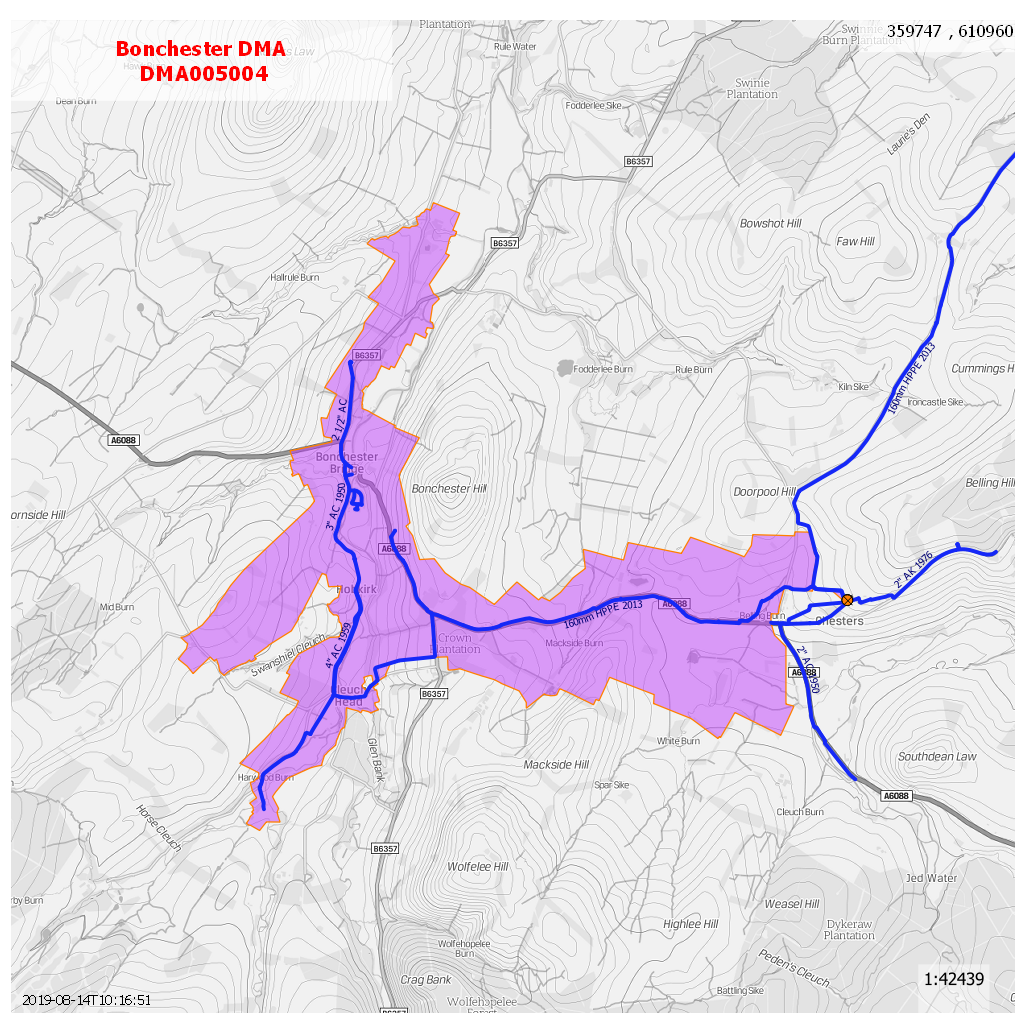 Plantation
Swinnie
Burn Plantation
359747 , 610960
Bonchester DMA
DMA005004
Law
Rule Water
Swinie
Plantation
Dean Burn
Fodderlee Sike
Laurie's Den
B6357
Bowshot Hill
Faw Hill
B6357
Hallrule Burn
B6357
Fodderlee Burn
Rule Burn
Cummings H
160mm HPPE 2013
Kiln Sike
Ironcastle Sike
2 1/2" AC
A6088
Bonchester
Bridge
Bonchester Hill
Doorpool Hill
Belling Hill
ornside Hill
3" AC 1950
A6088
2" AK 1976
Hobkirk
Mid Burn
160mm HPPE 2013
A6088
Chesters
4" AC 1959
Swanshiel Cleuch
Crown
Plantation
Mackside Burn
2" AC 1950
A6088
Cleuch
Head
B6357
White Burn
Glen Bank
Mackside Hill
Southdean Law
Harwood Burn
Spar Sike
A6088
Cleuch Burn
Horse Cleuch
B6357
Wolfelee Hill
Jed Water
rby Burn
Weasel Hill
Highlee Hill
Dykeraw
Plantation
Wolfehopelee
Burn
Peden's Cleuch
Crag Bank
1:42439
Battling Sike
2019-08-14T10:16:51
Wolfehopelee
Forest
B6357